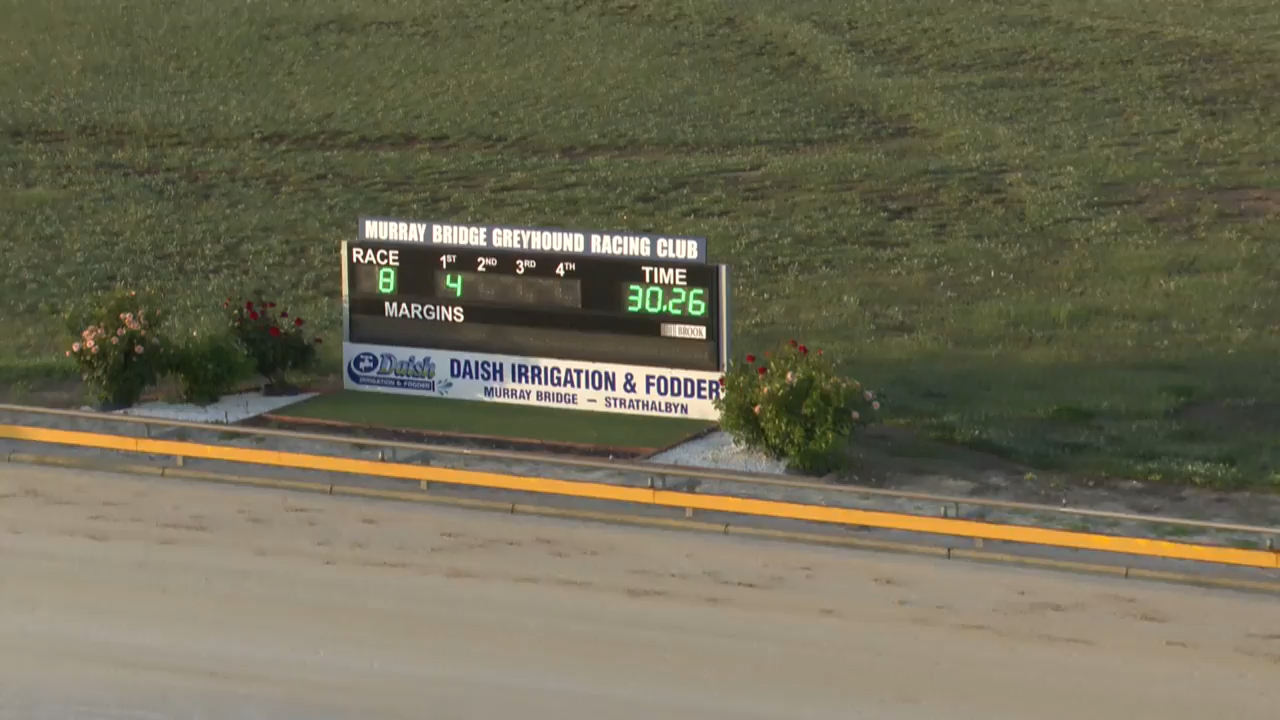 MURRAY BRIDGE GREYHOUND RACING CLUB
RACE 1ST 2ND 3RD 4TH TIME
8 4 30.26
MARGINS
BROOK
Daish
IRRIGATION & FODDER
DAISH IRRIGATION & FODDER
MURRAY BRIDGE – STRATHALBYN